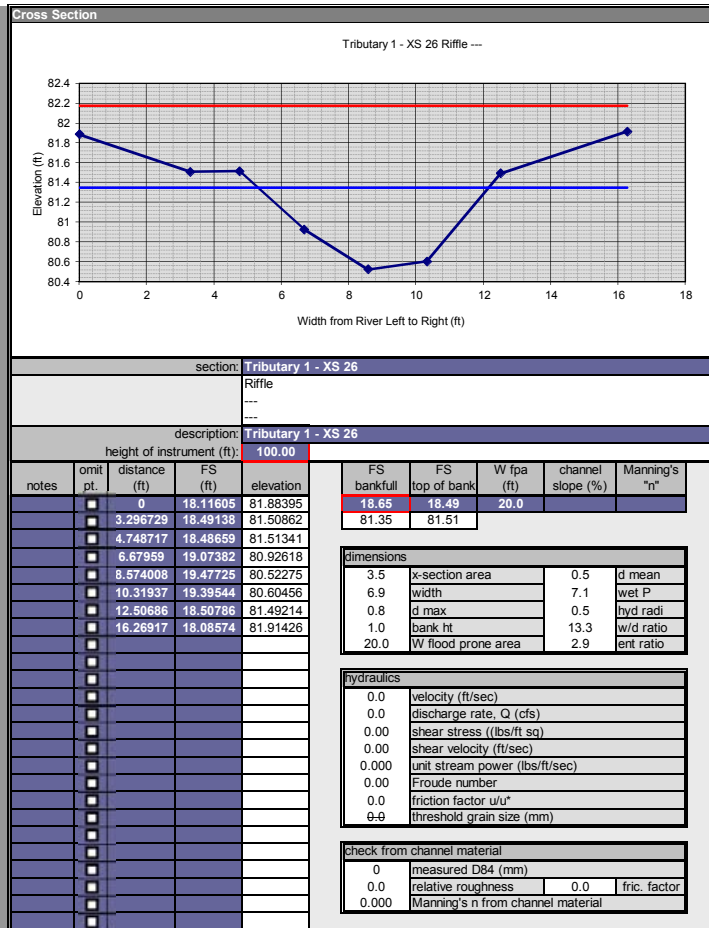 Cross Section
Tributary 1 - XS 26 Riffle ---
82.4
82.2
82
81.8
81.6
81.4
81.2
81
80.8
80.6
80.4
Elevation (ft)
0 2 4 6 8 10 12 14 16 18
Width from River Left to Right (ft)
section: Tributary 1 - XS 26
Riffle
---
---
description: Tributary 1 - XS 26
height of instrument (ft): 100.00
notes omit pt. distance (ft) FS (ft) elevation
0 18.11605 81.88395
3.296729 18.49138 81.50862
4.748717 18.48659 81.51341
6.67959 19.07382 80.92618
8.574008 19.47725 80.52275
10.31937 19.39544 80.60456
12.50686 18.50786 81.49214
16.26917 18.08574 81.91426
FS bankfull FS top of bank W fpa (ft) channel slope (%) Manning's "n"
18.65 18.49 20.0
81.35 81.51
dimensions
3.5 x-section area 0.5 d mean
6.9 width 7.1 wet P
0.8 d max 0.5 hyd radi
1.0 bank ht 13.3 w/d ratio
20.0 W flood prone area 2.9 ent ratio
hydraulics
0.0 velocity (ft/sec)
0.0 discharge rate, Q (cfs)
0.00 shear stress ((lbs/ft sq)
0.00 shear velocity (ft/sec)
0.000 unit stream power (lbs/ft/sec)
0.00 Froude number
0.0 friction factor u/u*
0.0 threshold grain size (mm)
check from channel material
0 measured D84 (mm)
0.0 relative roughness 0.0 fric. factor
0.000 Manning's n from channel material